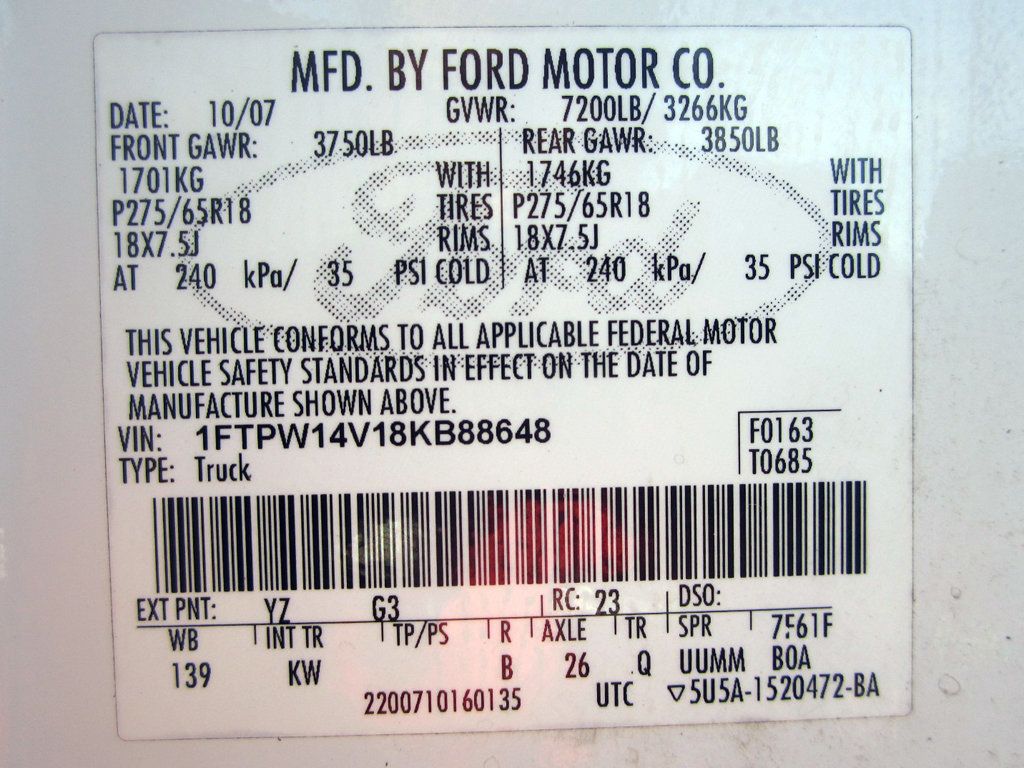 MFD. BY FORD MOTOR CO.
DATE: 10/07 GVWR: 7200LB/ 3266KG
FRONT GAWR: 3750LB REAR GAWR: 3850LB
1701KG WITH 1746KG WITH
P275/65R18 TIRES P275/65R18 TIRES
18X7.5J RIMS 18X7.5J RIMS
AT 240 kPa/ 35 PSI COLD AT 240 kPa/ 35 PSI COLD
Ford
THIS VEHICLE CONFORMS TO ALL APPLICABLE FEDERAL MOTOR
VEHICLE SAFETY STANDARDS IN EFFECT ON THE DATE OF
MANUFACTURE SHOWN ABOVE.
VIN: 1FTPW14V18KB88648 F0163
TYPE: Truck T0685
EXT PNT: YZ G3 RC: 23 DSO:
WB INT TR TP/PS R AXLE TR SPR 7F61F
139 KW B 26 Q UUMM B0A
2200710160135 UTC ▽5U5A-1520472-BA